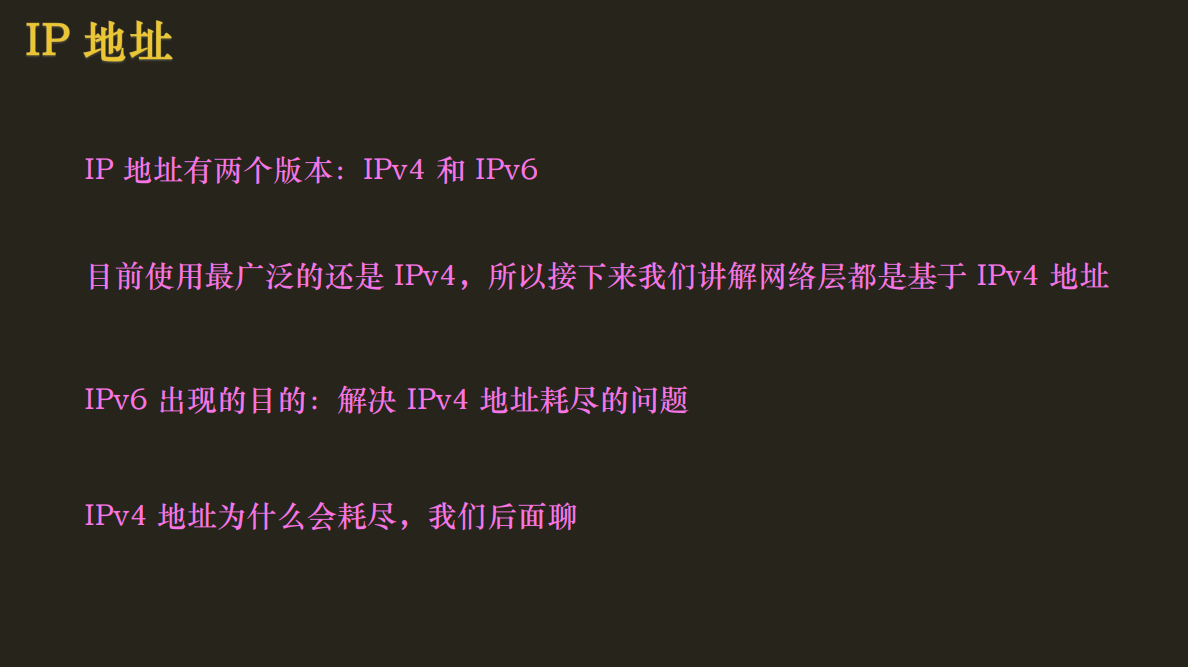 IP 地址
IP 地址有两个版本：IPv4 和 IPv6
目前使用最广泛的还是 IPv4，所以接下来我们讲解网络层都是基于 IPv4 地址
IPv6 出现的目的：解决 IPv4 地址耗尽的问题
IPv4 地址为什么会耗尽，我们后面聊